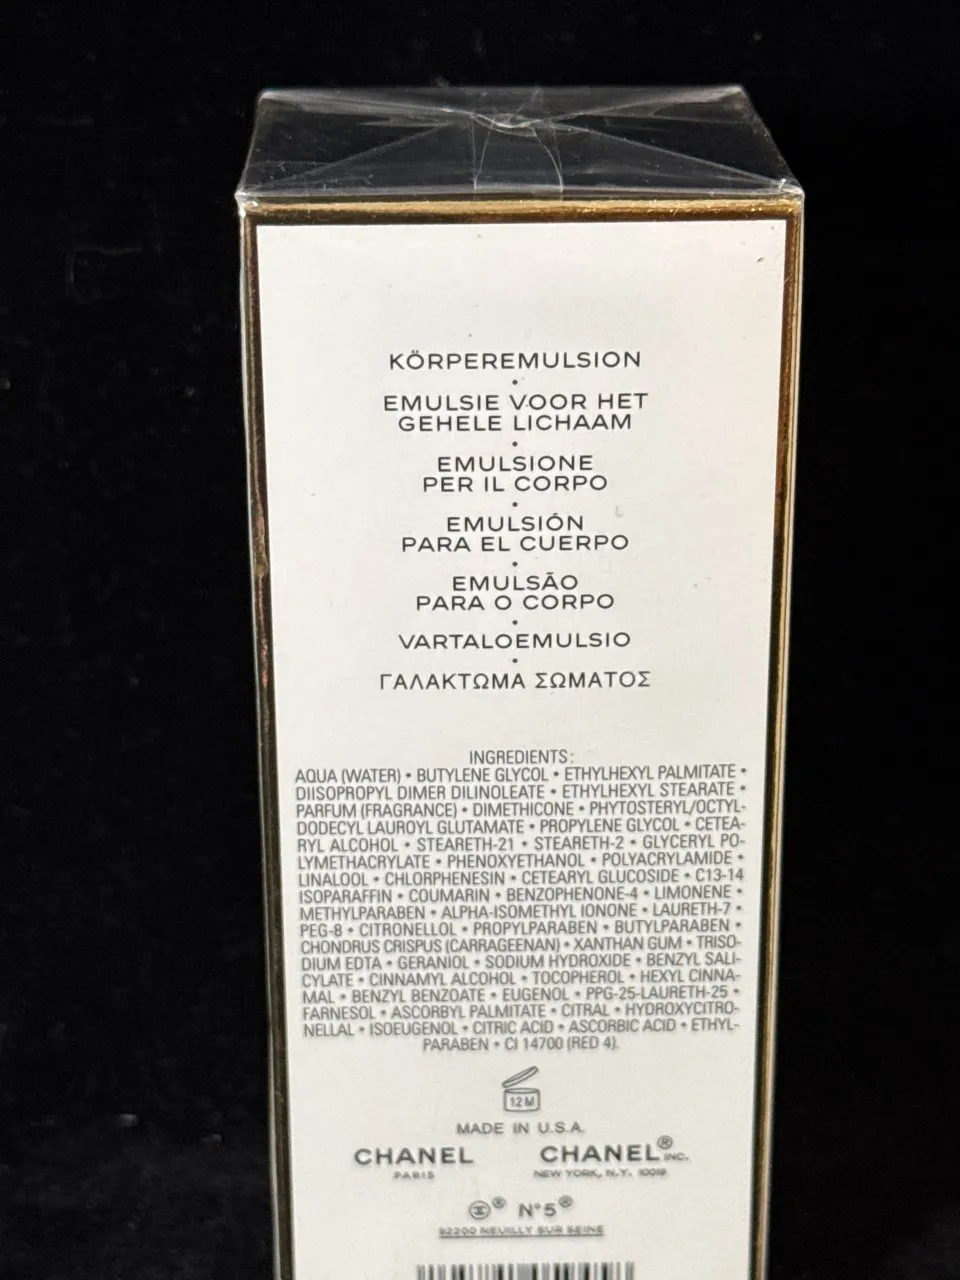 KÖRPEREMULSION
•
EMULSIE VOOR HET
GEHELE LICHAAM
•
EMULSIONE
PER IL CORPO
•
EMULSIÓN
PARA EL CUERPO
•
EMULSÃO
PARA O CORPO
•
VARTALOEMULSIO
•
ΓΑΛΑΚΤΩΜΑ ΣΩΜΑΤΟΣ
INGREDIENTS:
AQUA (WATER) • BUTYLENE GLYCOL • ETHYLHEXYL PALMITATE •
DIISOPROPYL DIMER DILINOLEATE • ETHYLHEXYL STEARATE •
PARFUM (FRAGRANCE) • DIMETHICONE • PHYTOSTERYL/OCTYL-
DODECYL LAUROYL GLUTAMATE • PROPYLENE GLYCOL • CETEA-
RYL ALCOHOL • STEARETH-21 • STEARETH-2 • GLYCERYL PO-
LYMETHACRYLATE • PHENOXYETHANOL • POLYACRYLAMIDE •
LINALOOL • CHLORPHENESIN • CETEARYL GLUCOSIDE • C13-14
ISOPARAFFIN • COUMARIN • BENZOPHENONE-4 • LIMONENE •
METHYLPARABEN • ALPHA-ISOMETHYL IONONE • LAURETH-7 •
PEG-8 • CITRONELLOL • PROPYLPARABEN • BUTYLPARABEN •
CHONDRUS CRISPUS (CARRAGEENAN) • XANTHAN GUM • TRISO-
DIUM EDTA • GERANIOL • SODIUM HYDROXIDE • BENZYL SALI-
CYLATE • CINNAMYL ALCOHOL • TOCOPHEROL • HEXYL CINNA-
MAL • BENZYL BENZOATE • EUGENOL • PPG-25-LAURETH-25 •
FARNESOL • ASCORBYL PALMITATE • CITRAL • HYDROXYCITRO-
NELLAL • ISOEUGENOL • CITRIC ACID • ASCORBIC ACID • ETHYL-
PARABEN • CI 14700 (RED 4).
12 M
MADE IN U.S.A.
CHANEL CHANEL® INC.
PARIS NEW YORK, N.Y. 10019
® N°5®
92200 NEUILLY SUR SEINE